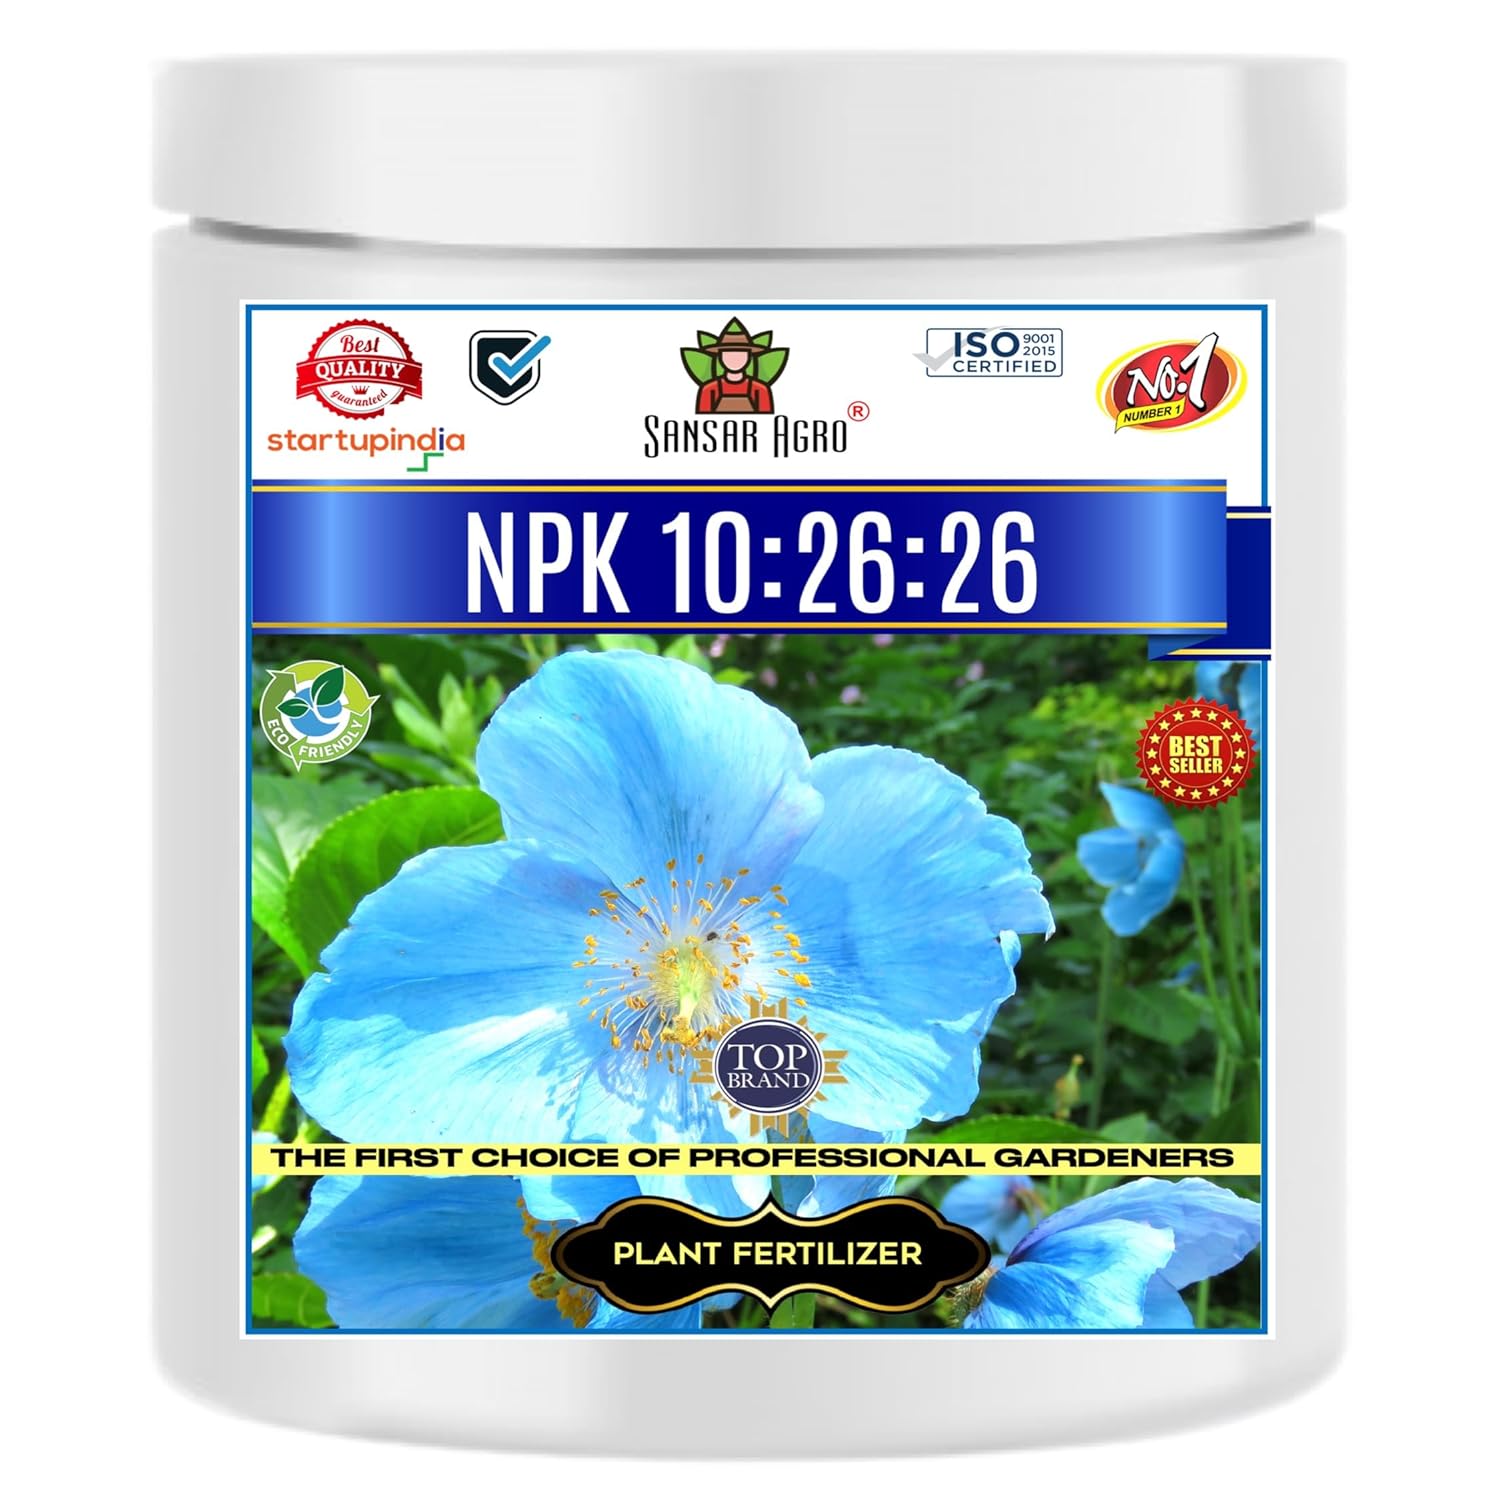 Best
QUALITY
guaranteed
startupindia
SANSAR AGRO®
ISO 9001
2015
CERTIFIED
No.1
NUMBER 1
NPK 10:26:26
ECO FRIENDLY
BEST
SELLER
TOP
BRAND
THE FIRST CHOICE OF PROFESSIONAL GARDENERS
PLANT FERTILIZER